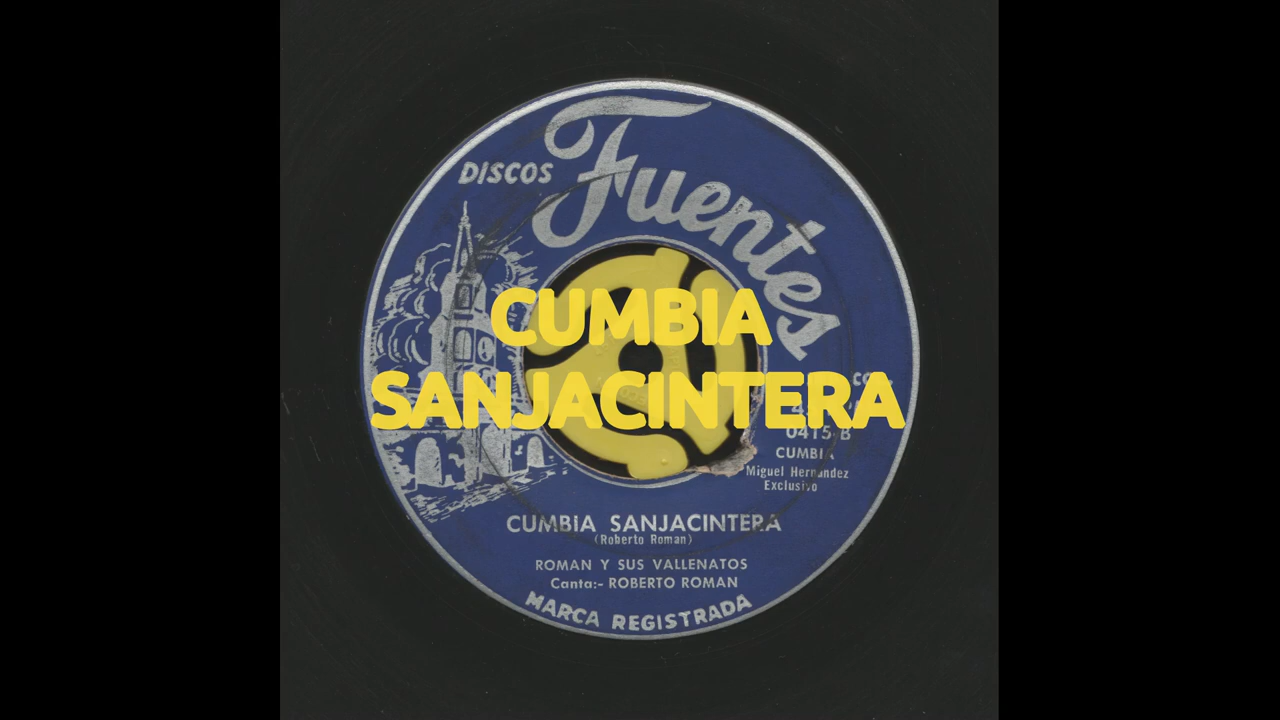 DISCOS Fuentes
CUMBIA
SANJACINTERA
0415-B
CUMBIA
Miguel Hernandez
Exclusivo
CUMBIA SANJACINTERA
(Roberto Roman)
ROMAN Y SUS VALLENATOS
Canta:- ROBERTO ROMAN
MARCA REGISTRADA